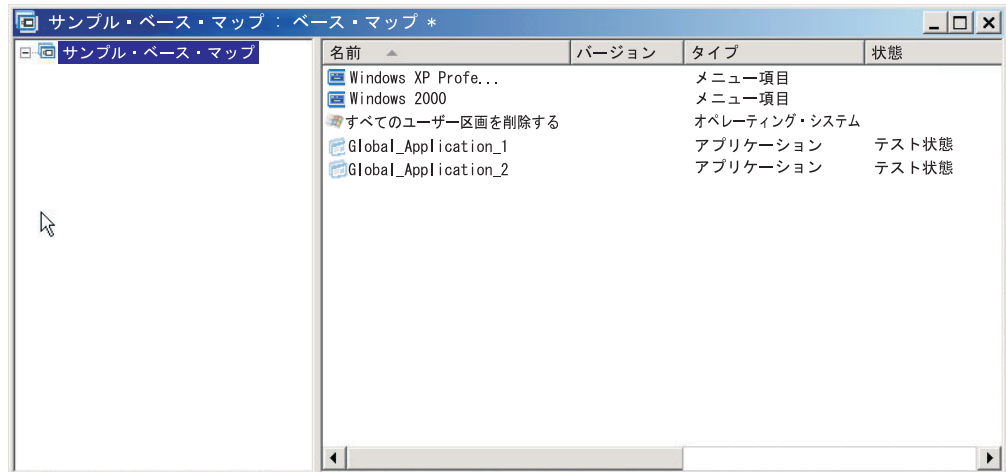 サンプル・ベース・マップ : ベース・マップ *
サンプル・ベース・マップ
名前 バージョン タイプ 状態
Windows XP Profe... メニュー項目
Windows 2000 メニュー項目
すべてのユーザー区画を削除する オペレーティング・システム
Global_Application_1 アプリケーション テスト状態
Global_Application_2 アプリケーション テスト状態